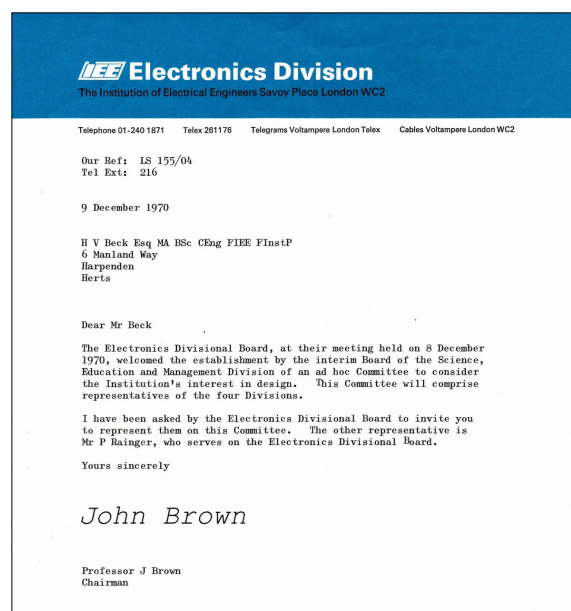 IEE Electronics Division
The Institution of Electrical Engineers Savoy Place London WC2
Telephone 01-240 1871 Telex 261176 Telegrams Voltampere London Telex Cables Voltampere London WC2
Our Ref: LS 155/04
Tel Ext: 216
9 December 1970
H V Beck Esq MA BSc CEng FIEE FInstP
6 Manland Way
Harpenden
Herts
Dear Mr Beck
The Electronics Divisional Board, at their meeting held on 8 December
1970, welcomed the establishment by the interim Board of the Science,
Education and Management Division of an ad hoc Committee to consider
the Institution's interest in design. This Committee will comprise
representatives of the four Divisions.
I have been asked by the Electronics Divisional Board to invite you
to represent them on this Committee. The other representative is
Mr P Rainger, who serves on the Electronics Divisional Board.
Yours sincerely
John Brown
Professor J Brown
Chairman